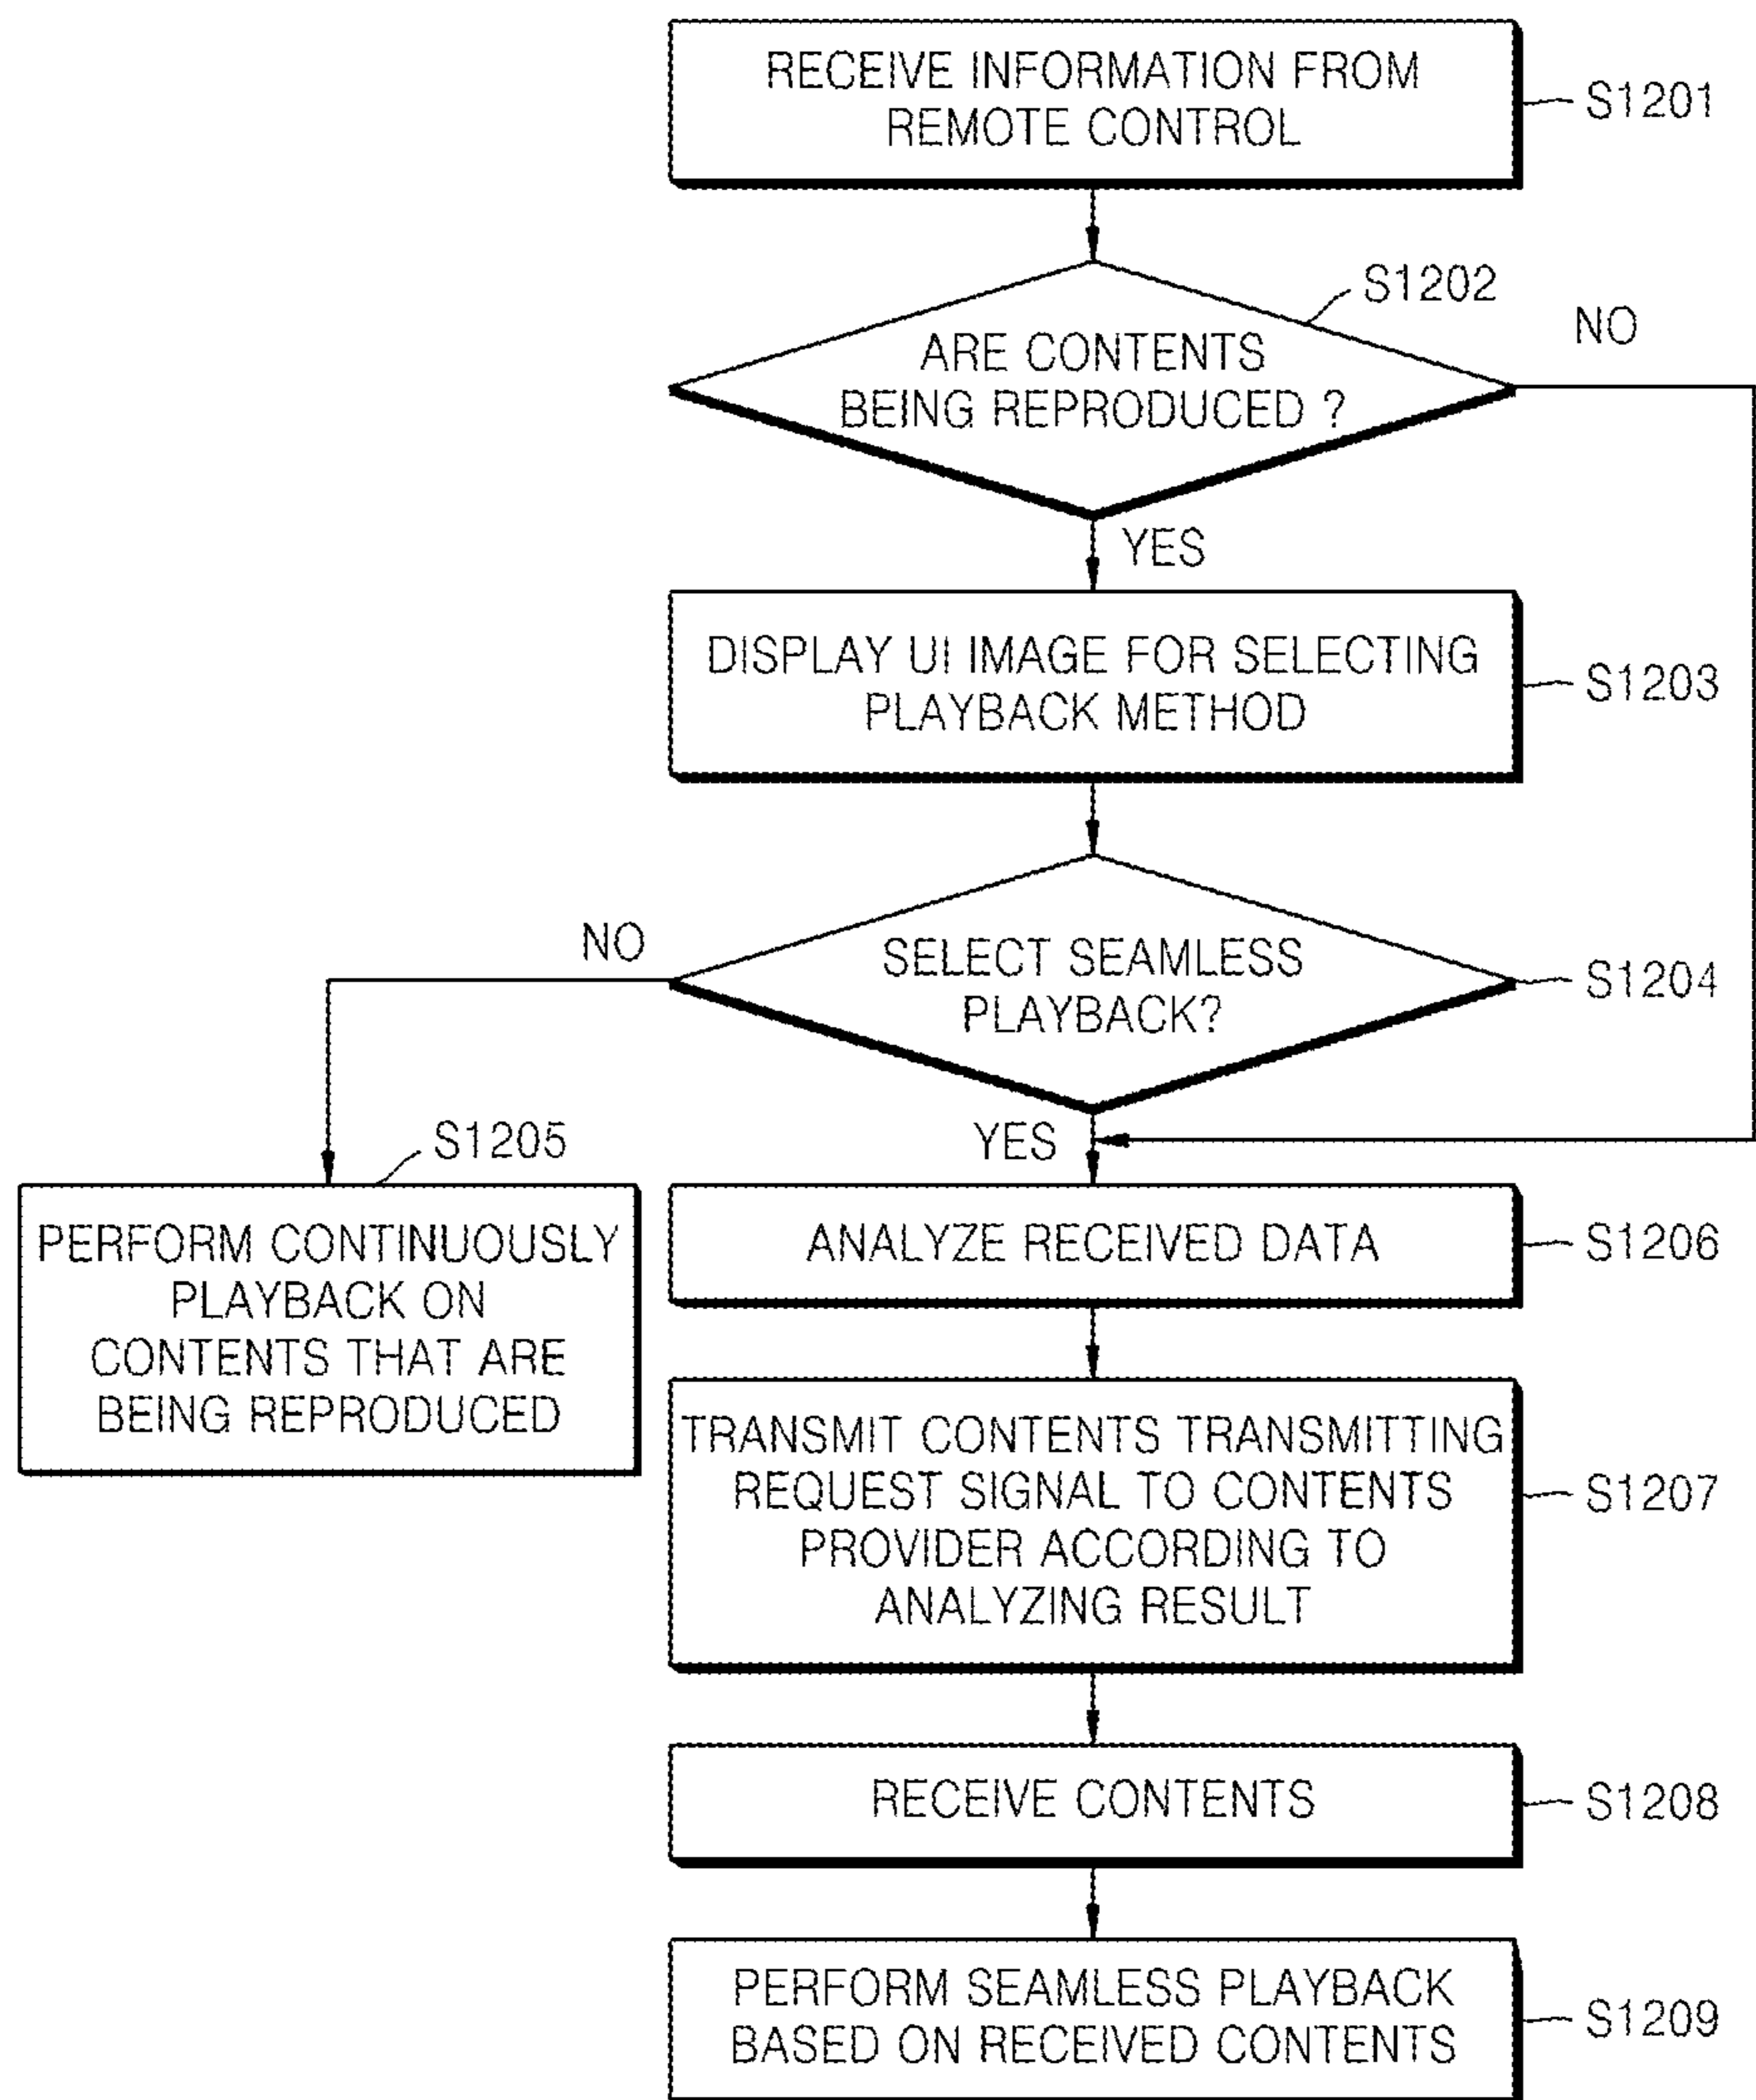 RECEIVE INFORMATION FROM
REMOTE CONTROL
S1201
S1202
NO
ARE CONTENTS
BEING REPRODUCED ?
YES
DISPLAY UI IMAGE FOR SELECTING
PLAYBACK METHOD
S1203
NO
SELECT SEAMLESS
PLAYBACK?
S1204
YES
S1205
PERFORM CONTINUOUSLY
PLAYBACK ON
CONTENTS THAT ARE
BEING REPRODUCED
ANALYZE RECEIVED DATA
S1206
TRANSMIT CONTENTS TRANSMITTING
REQUEST SIGNAL TO CONTENTS
PROVIDER ACCORDING TO
ANALYZING RESULT
S1207
RECEIVE CONTENTS
S1208
PERFORM SEAMLESS PLAYBACK
BASED ON RECEIVED CONTENTS
S1209